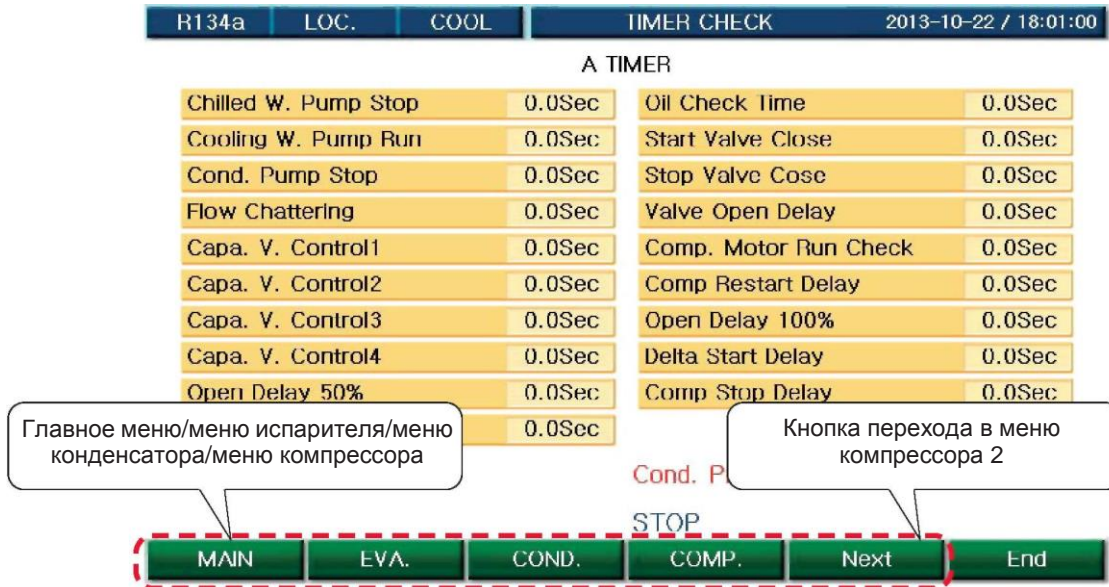 R134a LOC. COOL TIMER CHECK 2013-10-22 / 18:01:00
A TIMER
Chilled W. Pump Stop 0.0Sec Oil Check Time 0.0Sec
Cooling W. Pump Run 0.0Sec Start Valve Close 0.0Sec
Cond. Pump Stop 0.0Sec Stop Valve Cose 0.0Sec
Flow Chattering 0.0Sec Valve Open Delay 0.0Sec
Capa. V. Control1 0.0Sec Comp. Motor Run Check 0.0Sec
Capa. V. Control2 0.0Sec Comp Restart Delay 0.0Sec
Capa. V. Control3 0.0Sec Open Delay 100% 0.0Sec
Capa. V. Control4 0.0Sec Delta Start Delay 0.0Sec
Open Delay 50% 0.0Sec Comp Stop Delay 0.0Sec
0.0Sec
Главное меню/меню испарителя/меню
конденсатора/меню компрессора
Кнопка перехода в меню
компрессора 2
Cond.
STOP
MAIN EVA. COND. COMP. Next End